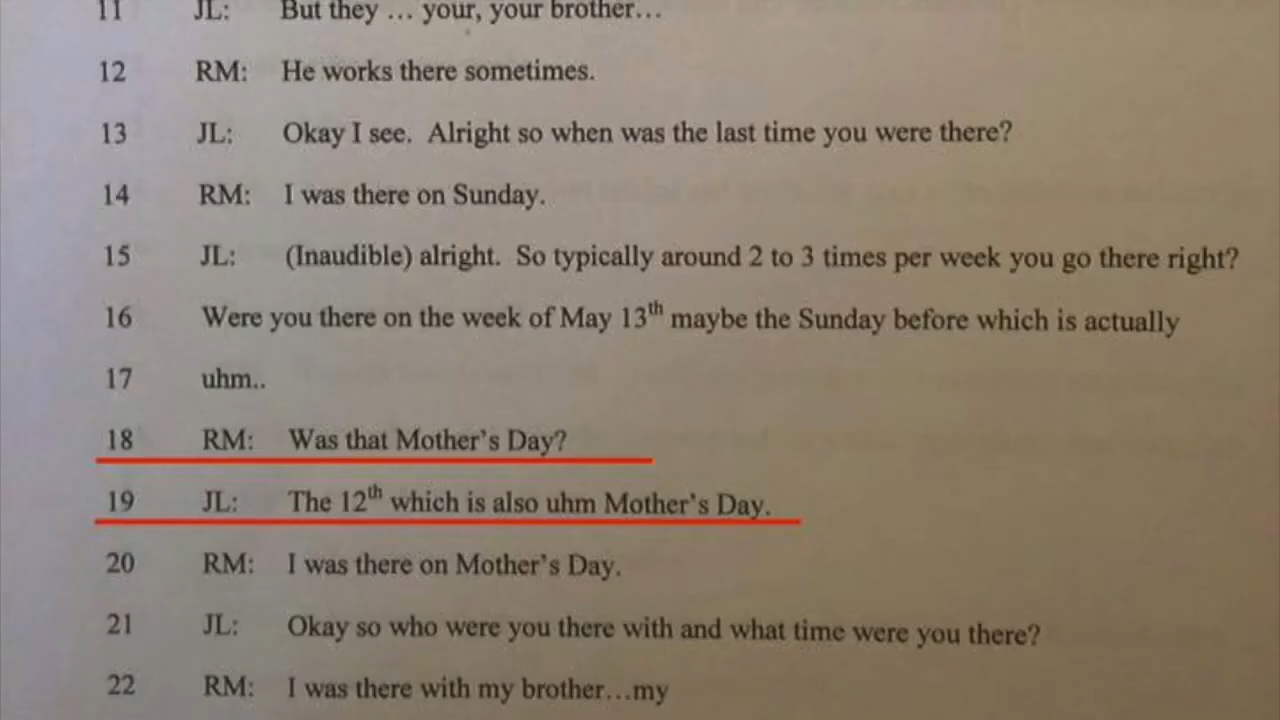 11 JL: But they ... your, your brother...
12 RM: He works there sometimes.
13 JL: Okay I see. Alright so when was the last time you were there?
14 RM: I was there on Sunday.
15 JL: (Inaudible) alright. So typically around 2 to 3 times per week you go there right?
16 Were you there on the week of May 13th maybe the Sunday before which is actually
17 uhm..
18 RM: Was that Mother's Day?
19 JL: The 12th which is also uhm Mother's Day.
20 RM: I was there on Mother's Day.
21 JL: Okay so who were you there with and what time were you there?
22 RM: I was there with my brother...my